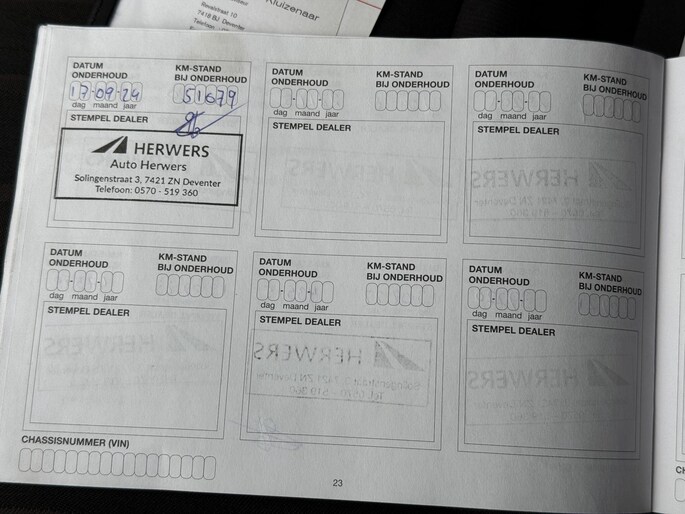 Kluizenaar
7418 BJ Deventer
DATUM ONDERHOUD
KM-STAND BIJ ONDERHOUD
17-09-24
51679
dag maand jaar
STEMPEL DEALER
HERWERS
Auto Herwers
Solingenstraat 3, 7421 ZN Deventer
Telefoon: 0570 - 519 360
DATUM ONDERHOUD
KM-STAND BIJ ONDERHOUD
dag maand jaar
STEMPEL DEALER
DATUM ONDERHOUD
KM-STAND BIJ ONDERHOUD
dag maand jaar
STEMPEL DEALER
DATUM ONDERHOUD
KM-STAND BIJ ONDERHOUD
dag maand jaar
STEMPEL DEALER
DATUM ONDERHOUD
KM-STAND BIJ ONDERHOUD
dag maand jaar
STEMPEL DEALER
DATUM ONDERHOUD
KM-STAND BIJ ONDERHOUD
dag maand jaar
STEMPEL DEALER
CHASSISNUMMER (VIN)
23